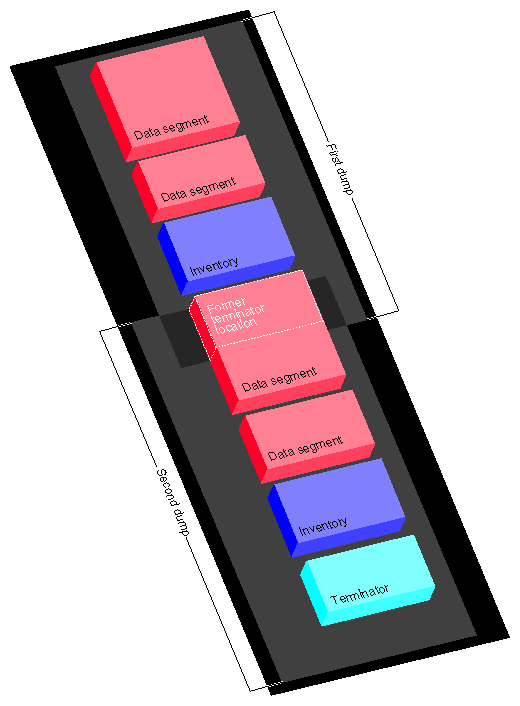 Data segment
First dump
Data segment
Inventory
Former
terminator
location
Data segment
Data segment
Second dump
Inventory
Terminator